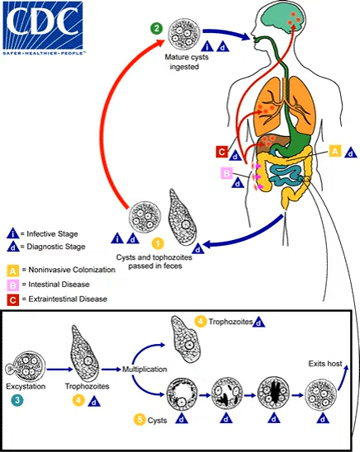 CDC
SAFER • HEALTHIER • PEOPLE™
2
i d
Mature cysts
ingested
C
d
A d
B
d
i d
d
1
Cysts and tophozoites
passed in feces
i = Infective Stage
d = Diagnostic Stage
A = Noninvasive Colonization
B = Intestinal Disease
C = Extraintestinal Disease
4 Trophozoites d
Multiplication
Exits host
Excystation
Trophozoites
3
4 d
5 Cysts d d d d